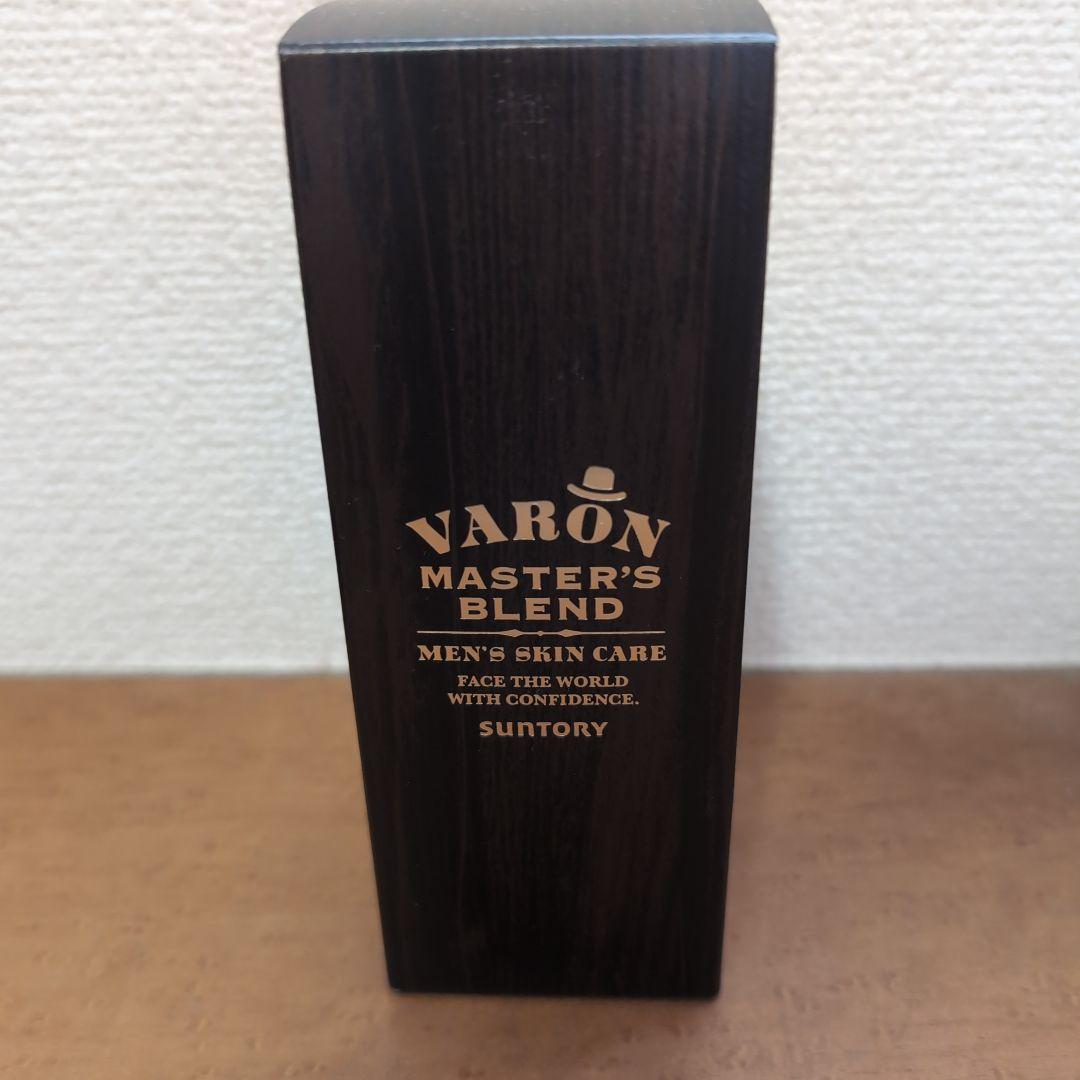 VARON
MASTER'S
BLEND
MEN'S SKIN CARE
FACE THE WORLD
WITH CONFIDENCE.
SUNTORY